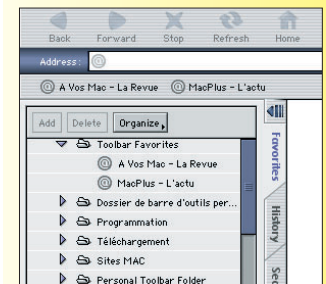 Back Forward Stop Refresh Home
Address: @
@ A Vos Mac - La Revue @ MacPlus - L'actu
Add Delete Organize
Toolbar Favorites
@ A Vos Mac - La Revue
@ MacPlus - L'actu
Dossier de barre d'outils per...
Programmation
Téléchargement
Sites MAC
Personal Toolbar Folder
Favorites
History